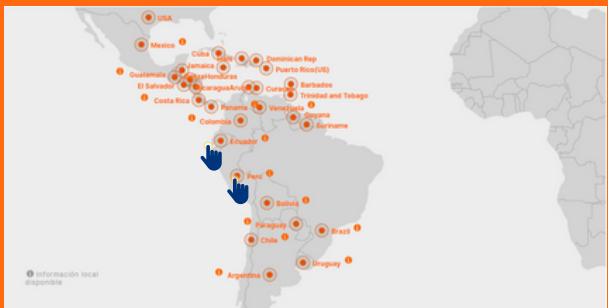 USA
Mexico
Cuba
Haiti
Dominican Rep
Jamaica
Puerto Rico(US)
Guatemala
Honduras
El Salvador
Nicaragua
Aruba
Curacao
Barbados
Trinidad and Tobago
Costa Rica
Panama
Venezuela
Guyana
Colombia
Suriname
Ecuador
Perú
Bolivia
Paraguay
Brazil
Chile
Uruguay
Argentina
Información local
disponible